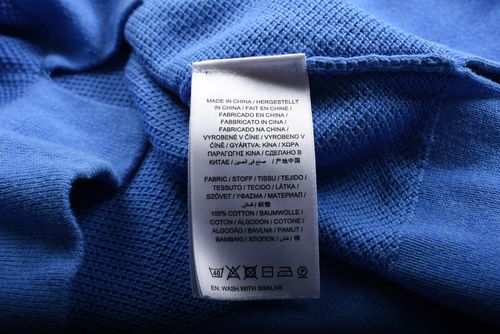 MADE IN CHINA / HERGESTELLT
IN CHINA / FAIT EN CHINE /
FABRICADO EN CHINA /
FABBRICATO IN CINA /
FABRICADO NA CHINA /
VYROBENÉ V ČÍNE / VYROBENO
V ČÍNĚ / GYÁRTVA: KÍNA / ΧΩΡΑ
ΠΑΡΑΓΩΓΗΣ ΚΙΝΑ / СДЕЛАНО В
КИТАЕ / صنع في الصين / 产地中国
FABRIC / STOFF / TISSU / TEJIDO /
TESSUTO / TECIDO / LÁTKA /
SZÖVET / ΥΦΑΣΜΑ / МАТЕРИАЛ /
قماش / 织物
100% COTTON / BAUMWOLLE /
COTON / ALGODON / COTONE /
ALGODÃO / BAVLNA / PAMUT /
ΒΑΜΒΑΚΙ / ХЛОПОК / قطن / 棉
40
EN: WASH WITH SIMILAR